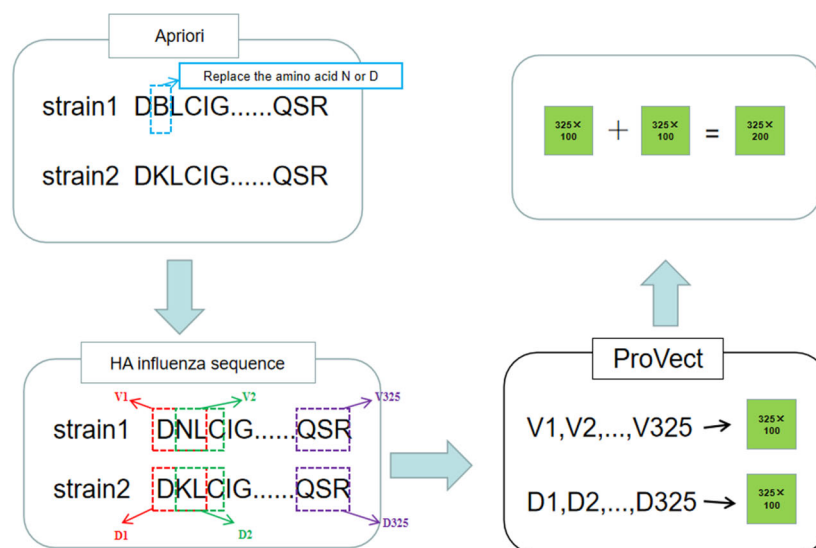 Apriori
Replace the amino acid N or D
strain1 DBLCIG......QSR
strain2 DKLCIG......QSR
HA influenza sequence
V1 V2 V325
strain1 DNLCIG......QSR
strain2 DKLCIG......QSR
D1 D2 D325
ProVect
V1,V2,...,V325
325×
100
D1,D2,...,D325
325×
100
325×
100
+
325×
100
=
325×
200